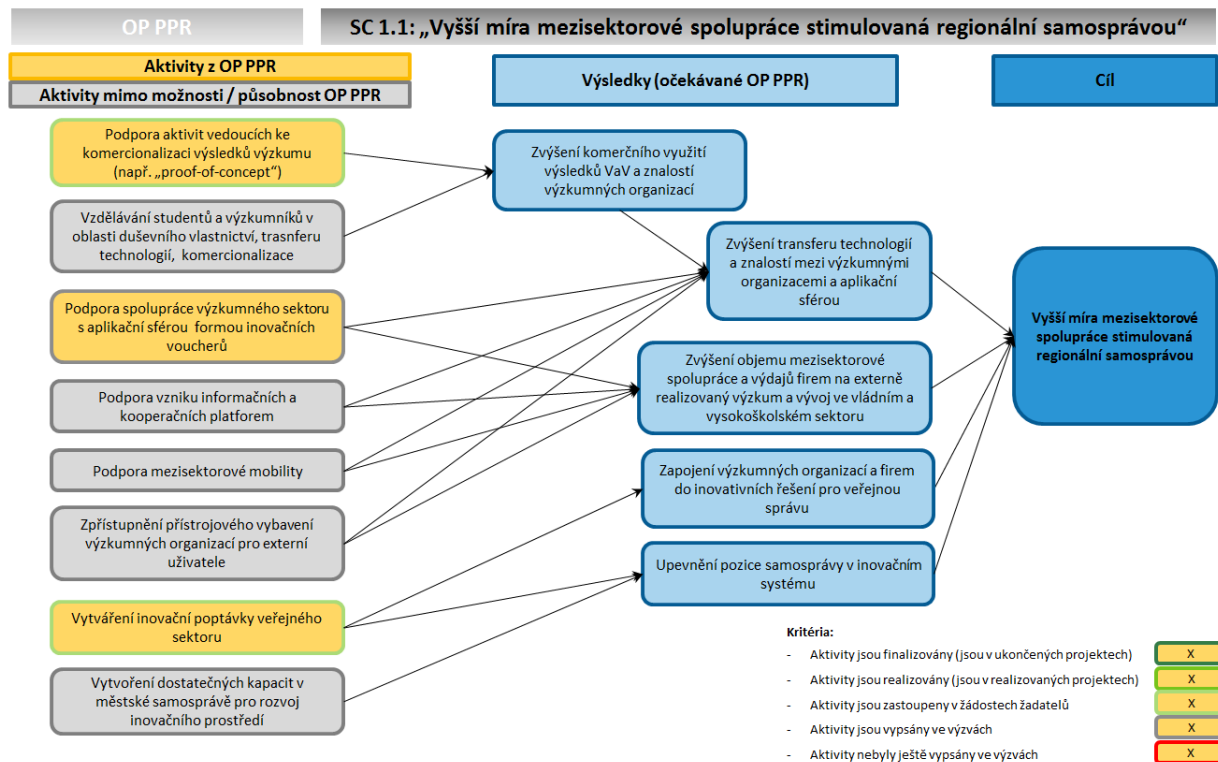 OP PPR
SC 1.1: „Vyšší míra mezisektorové spolupráce stimulovaná regionální samosprávou“
Aktivity z OP PPR
Aktivity mimo možnosti / působnost OP PPR
Výsledky (očekávané OP PPR)
Cíl
Podpora aktivit vedoucích ke
komercionalizaci výsledků výzkumu
(např. „proof-of-concept“)
Vzdělávání studentů a výzkumníků v
oblasti duševního vlastnictví, trasnferu
technologií, komercionalizace
Podpora spolupráce výzkumného sektoru
s aplikační sférou formou inovačních
voucherů
Podpora vzniku informačních a
kooperačních platforem
Podpora mezisektorové mobility
Zpřístupnění přístrojového vybavení
výzkumných organizací pro externí
uživatele
Vytváření inovační poptávky veřejného
sektoru
Vytvoření dostatečných kapacit v
městské samosprávě pro rozvoj
inovačního prostředí
Zvýšení komerčního využití
výsledků VaV a znalostí
výzkumných organizací
Zvýšení transferu technologií
a znalostí mezi výzkumnými
organizacemi a aplikační
sférou
Zvýšení objemu mezisektorové
spolupráce a výdajů firem na externě
realizovaný výzkum a vývoj ve vládním a
vysokoškolském sektoru
Zapojení výzkumných organizací a firem
do inovativních řešení pro veřejnou
správu
Upevnění pozice samosprávy v inovačním
systému
Vyšší míra mezisektorové
spolupráce stimulovaná
regionální samosprávou
Kritéria:
- Aktivity jsou finalizovány (jsou v ukončených projektech) X
- Aktivity jsou realizovány (jsou v realizovaných projektech) X
- Aktivity jsou zastoupeny v žádostech žadatelů X
- Aktivity jsou vypsány ve výzvách X
- Aktivity nebyly ještě vypsány ve výzvách X